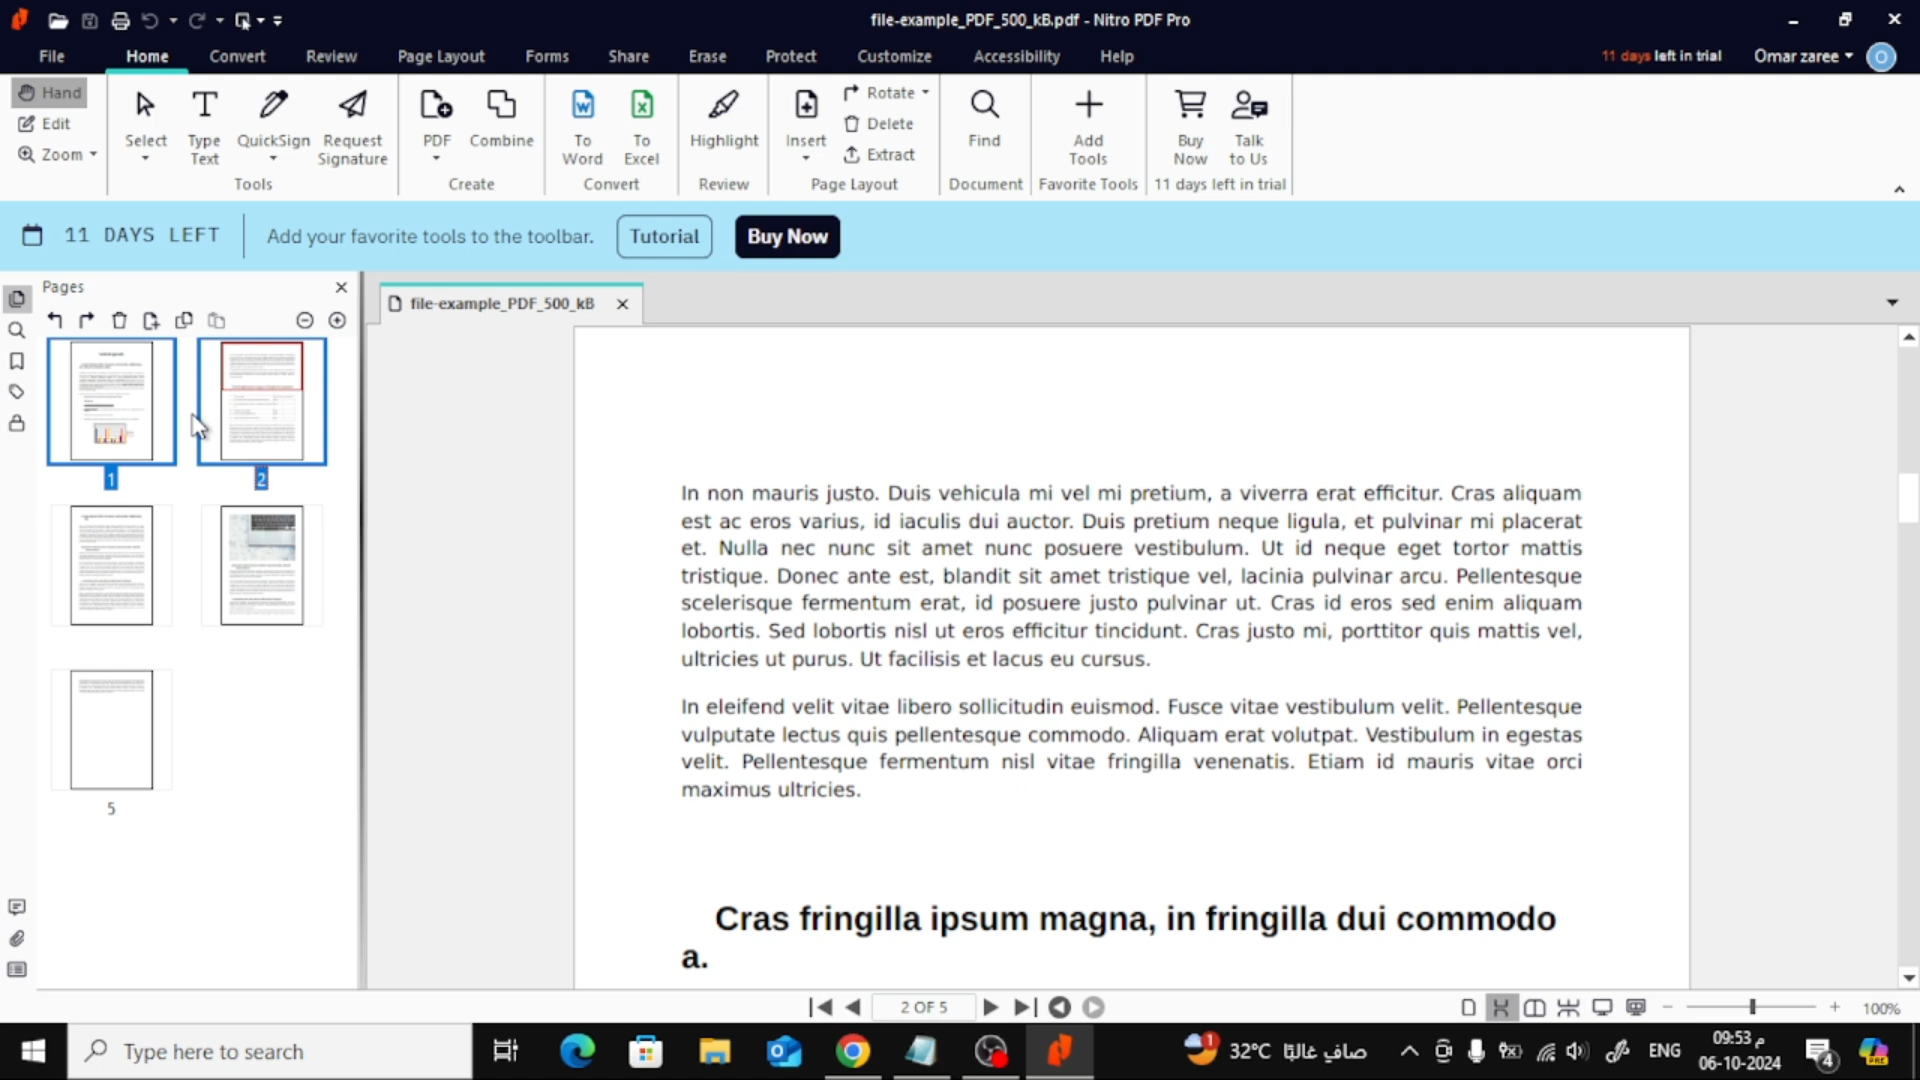 file-example_PDF_500_kB.pdf - Nitro PDF Pro
File Home Convert Review Page Layout Forms Share Erase Protect Customize Accessibility Help 11 days left in trial Omar zaree O
Hand
Edit
Zoom
Select
Type Text
QuickSign
Request Signature
Tools
PDF
Combine
Create
To Word
To Excel
Convert
Highlight
Review
Insert
Rotate
Delete
Extract
Page Layout
Find
Document
Add Tools
Favorite Tools
Buy Now
Talk to Us
11 days left in trial
11 DAYS LEFT Add your favorite tools to the toolbar. Tutorial Buy Now
Pages
file-example_PDF_500_kB
1
2
5
In non mauris justo. Duis vehicula mi vel mi pretium, a viverra erat efficitur. Cras aliquam
est ac eros varius, id iaculis dui auctor. Duis pretium neque ligula, et pulvinar mi placerat
et. Nulla nec nunc sit amet nunc posuere vestibulum. Ut id neque eget tortor mattis
tristique. Donec ante est, blandit sit amet tristique vel, lacinia pulvinar arcu. Pellentesque
scelerisque fermentum erat, id posuere justo pulvinar ut. Cras id eros sed enim aliquam
lobortis. Sed lobortis nisl ut eros efficitur tincidunt. Cras justo mi, porttitor quis mattis vel,
ultricies ut purus. Ut facilisis et lacus eu cursus.
In eleifend velit vitae libero sollicitudin euismod. Fusce vitae vestibulum velit. Pellentesque
vulputate lectus quis pellentesque commodo. Aliquam erat volutpat. Vestibulum in egestas
velit. Pellentesque fermentum nisl vitae fringilla venenatis. Etiam id mauris vitae orci
maximus ultricies.
Cras fringilla ipsum magna, in fringilla dui commodo
a.
2 OF 5
100%
Type here to search
1
32°C صافٍ غالبًا
ENG
09:53 م
06-10-2024
4
PRE